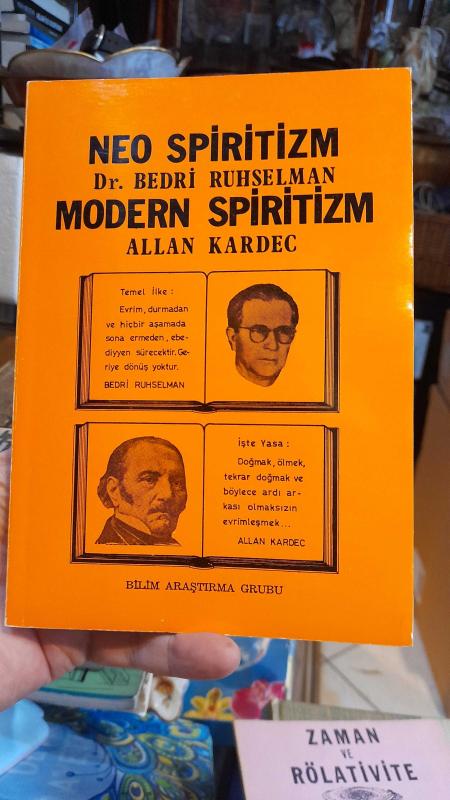 NEO SPİRİTİZM
Dr. BEDRİ RUHSELMAN
MODERN SPİRİTİZM
ALLAN KARDEC
Temel İlke :
Evrim, durmadan
ve hiçbir aşamada
sona ermeden, ebe-
diyyen sürecektir. Ge-
riye dönüş yoktur.
BEDRİ RUHSELMAN
İşte Yasa :
Doğmak, ölmek,
tekrar doğmak ve
böylece ardı ar-
kası olmaksızın
evrimleşmek...
ALLAN KARDEC
BİLİM ARAŞTIRMA GRUBU
ZAMAN
VE
RÖLATİVİTE